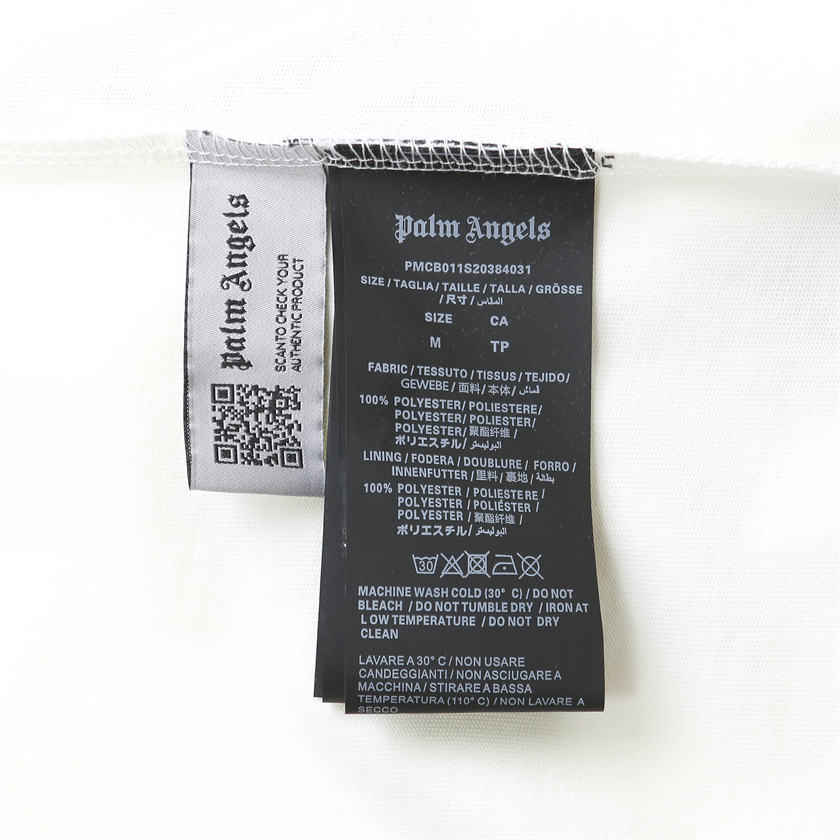 Palm Angels
SCAN TO CHECK YOUR
AUTHENTIC PRODUCT
Palm Angels
PMCB011S20384031
SIZE / TAGLIA / TAILLE / TALLA / GRÖSSE
/ 尺寸 / المقاس
SIZE CA
M TP
FABRIC / TESSUTO / TISSUS / TEJIDO /
GEWEBE / 面料 / 本体 / قماش
100% POLYESTER / POLIESTERE /
POLYESTER / POLIESTER /
POLYESTER / 聚酯纤维 /
ポリエステル / البوليستر
LINING / FODERA / DOUBLURE / FORRO /
INNENFUTTER / 里料 / 裏地 / بطانة
100% POLYESTER / POLIESTERE /
POLYESTER / POLIÉSTER /
POLYESTER / 聚酯纤维 /
ポリエステル / البوليستر
30
MACHINE WASH COLD (30° C) / DO NOT
BLEACH / DO NOT TUMBLE DRY / IRON AT
LOW TEMPERATURE / DO NOT DRY
CLEAN
LAVARE A 30° C / NON USARE
CANDEGGIANTI / NON ASCIUGARE A
MACCHINA / STIRARE A BASSA
TEMPERATURA (110° C) / NON LAVARE A
SECCO